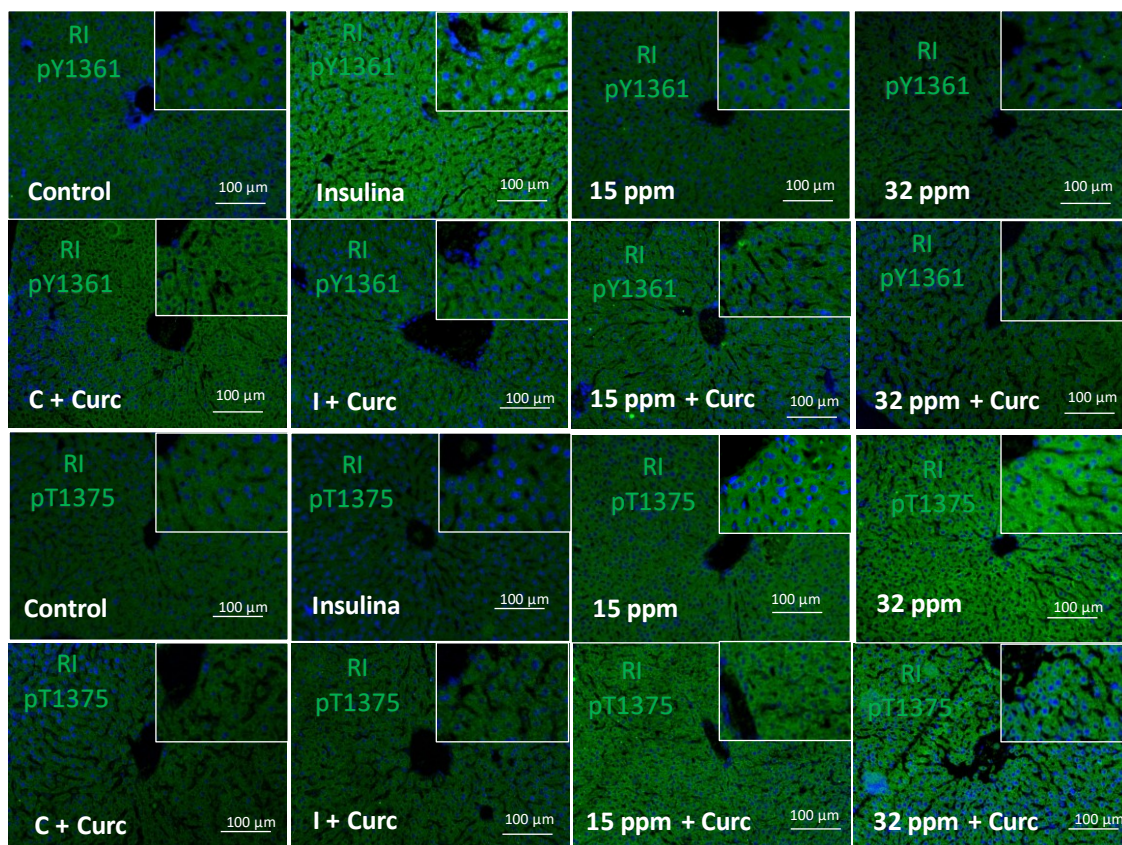 RI
pY1361
Control
100 µm
RI
pY1361
Insulina
100 µm
RI
pY1361
15 ppm
100 µm
RI
pY1361
32 ppm
100 µm
RI
pY1361
C + Curc
100 µm
RI
pY1361
I + Curc
100 µm
RI
pY1361
15 ppm + Curc
100 µm
RI
pY1361
32 ppm + Curc
100 µm
RI
pT1375
Control
100 µm
RI
pT1375
Insulina
100 µm
RI
pT1375
15 ppm
100 µm
RI
pT1375
32 ppm
100 µm
RI
pT1375
C + Curc
100 µm
RI
pT1375
I + Curc
100 µm
RI
pT1375
15 ppm + Curc
100 µm
RI
pT1375
32 ppm + Curc
100 µm